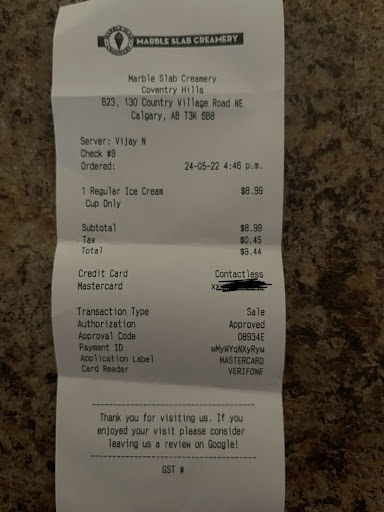 MARBLE SLAB CREAMERY
Marble Slab Creamery
Coventry Hills
623, 130 Country Village Road NE
Calgary, AB T3K 6B8
Server: Vijay N
Check #9
Ordered: 24-05-22 4:46 p.m.
1 Regular Ice Cream $8.99
Cup Only
Subtotal $8.99
Tax $0.45
Total $9.44
Credit Card Contactless
Mastercard
Transaction Type Sale
Authorization Approved
Approval Code 08934E
Payment ID wMyWYqNXyRyw
Application Label MASTERCARD
Card Reader VERIFONE
Thank you for visiting us. If you
enjoyed your visit please consider
leaving us a review on Google!
GST #